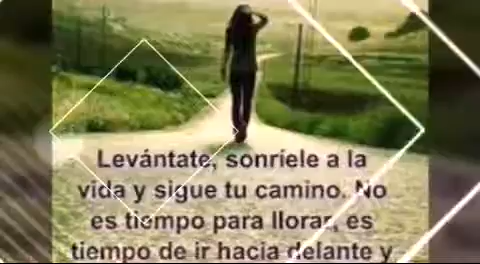 Levántate, sonríele a la
vida y sigue tu camino. No
es tiempo para llorar, es
tiempo de ir hacia delante y